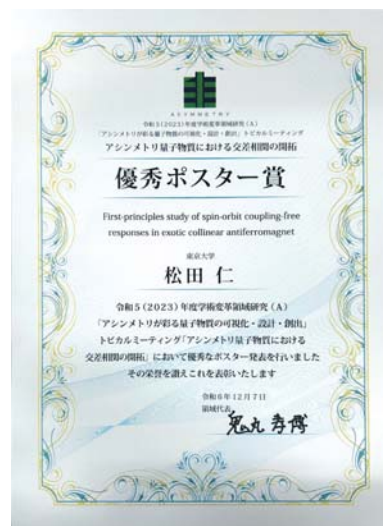 ASYMMETRY
令和5(2023)年度学術変革領域研究(A)
「アシンメトリが彩る量子物質の可視化・設計・創出」トピカルミーティング
アシンメトリ量子物質における交差相関の開拓
優秀ポスター賞
First-principles study of spin-orbit coupling-free
responses in exotic collinear antiferromagnet
東京大学
松田 仁
令和5(2023)年度学術変革領域研究(A)
「アシンメトリが彩る量子物質の可視化・設計・創出」
トピカルミーティング「アシンメトリ量子物質における
交差相関の開拓」において優秀なポスター発表を行いました
その栄誉を讃えこれを表彰いたします
令和6年12月7日
領域代表
鬼丸 孝博